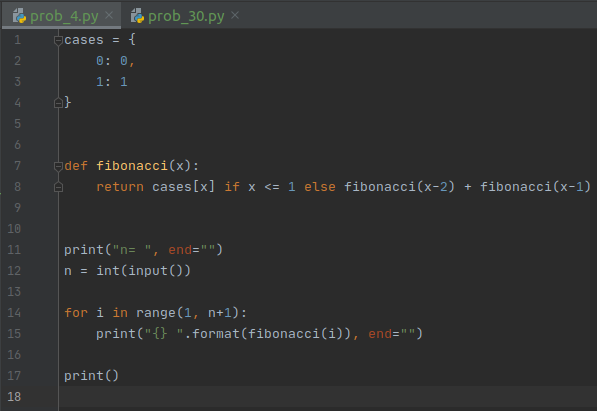 prob_4.py prob_30.py
1 cases = {
2     0: 0,
3     1: 1
4 }
5
6
7 def fibonacci(x):
8     return cases[x] if x <= 1 else fibonacci(x-2) + fibonacci(x-1)
9
10
11 print("n= ", end="")
12 n = int(input())
13
14 for i in range(1, n+1):
15     print("{} ".format(fibonacci(i)), end="")
16
17 print()
18